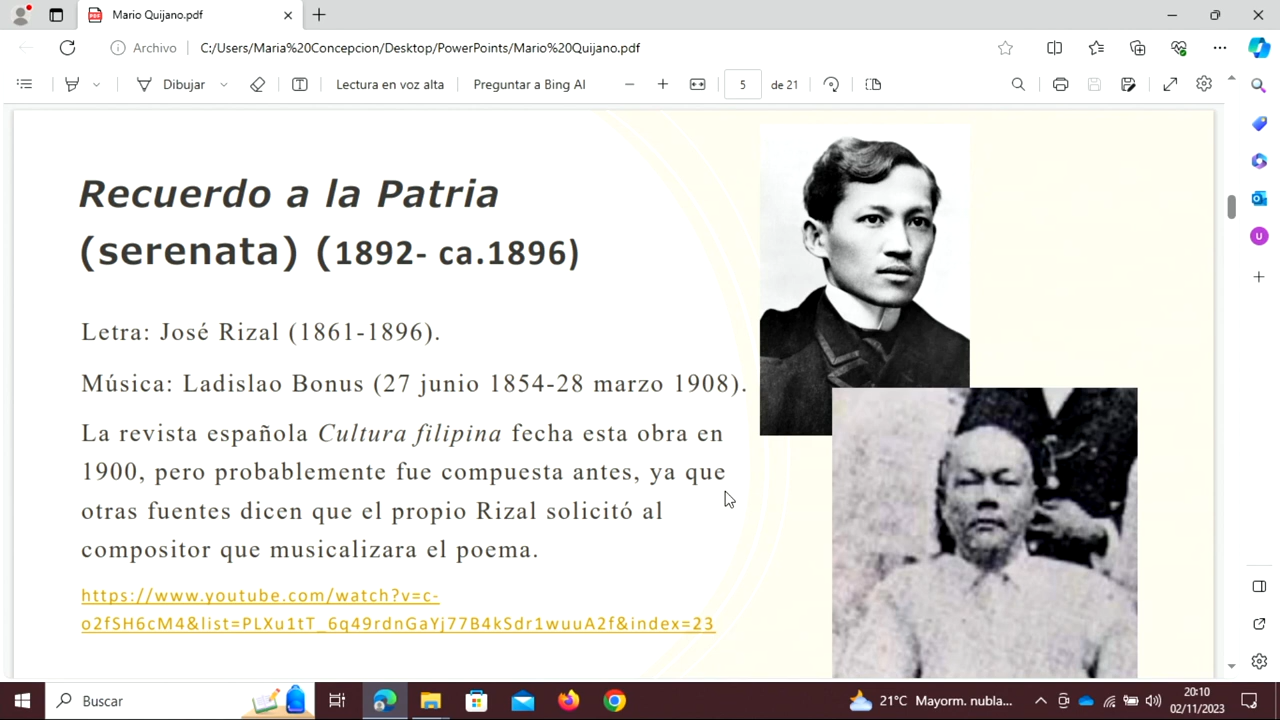 Mario Quijano.pdf
Archivo
C:/Users/Maria%20Concepcion/Desktop/PowerPoints/Mario%20Quijano.pdf
Dibujar
Lectura en voz alta
Preguntar a Bing AI
5
de 21
Recuerdo a la Patria
(serenata) (1892- ca.1896)
Letra: José Rizal (1861-1896).
Música: Ladislao Bonus (27 junio 1854-28 marzo 1908).
La revista española Cultura filipina fecha esta obra en
1900, pero probablemente fue compuesta antes, ya que
otras fuentes dicen que el propio Rizal solicitó al
compositor que musicalizara el poema.
https://www.youtube.com/watch?v=c-
o2fSH6cM4&list=PLXu1tT_6q49rdnGaYj77B4kSdr1wuuA2f&index=23
Buscar
21°C Mayorm. nubla...
20:10
02/11/2023